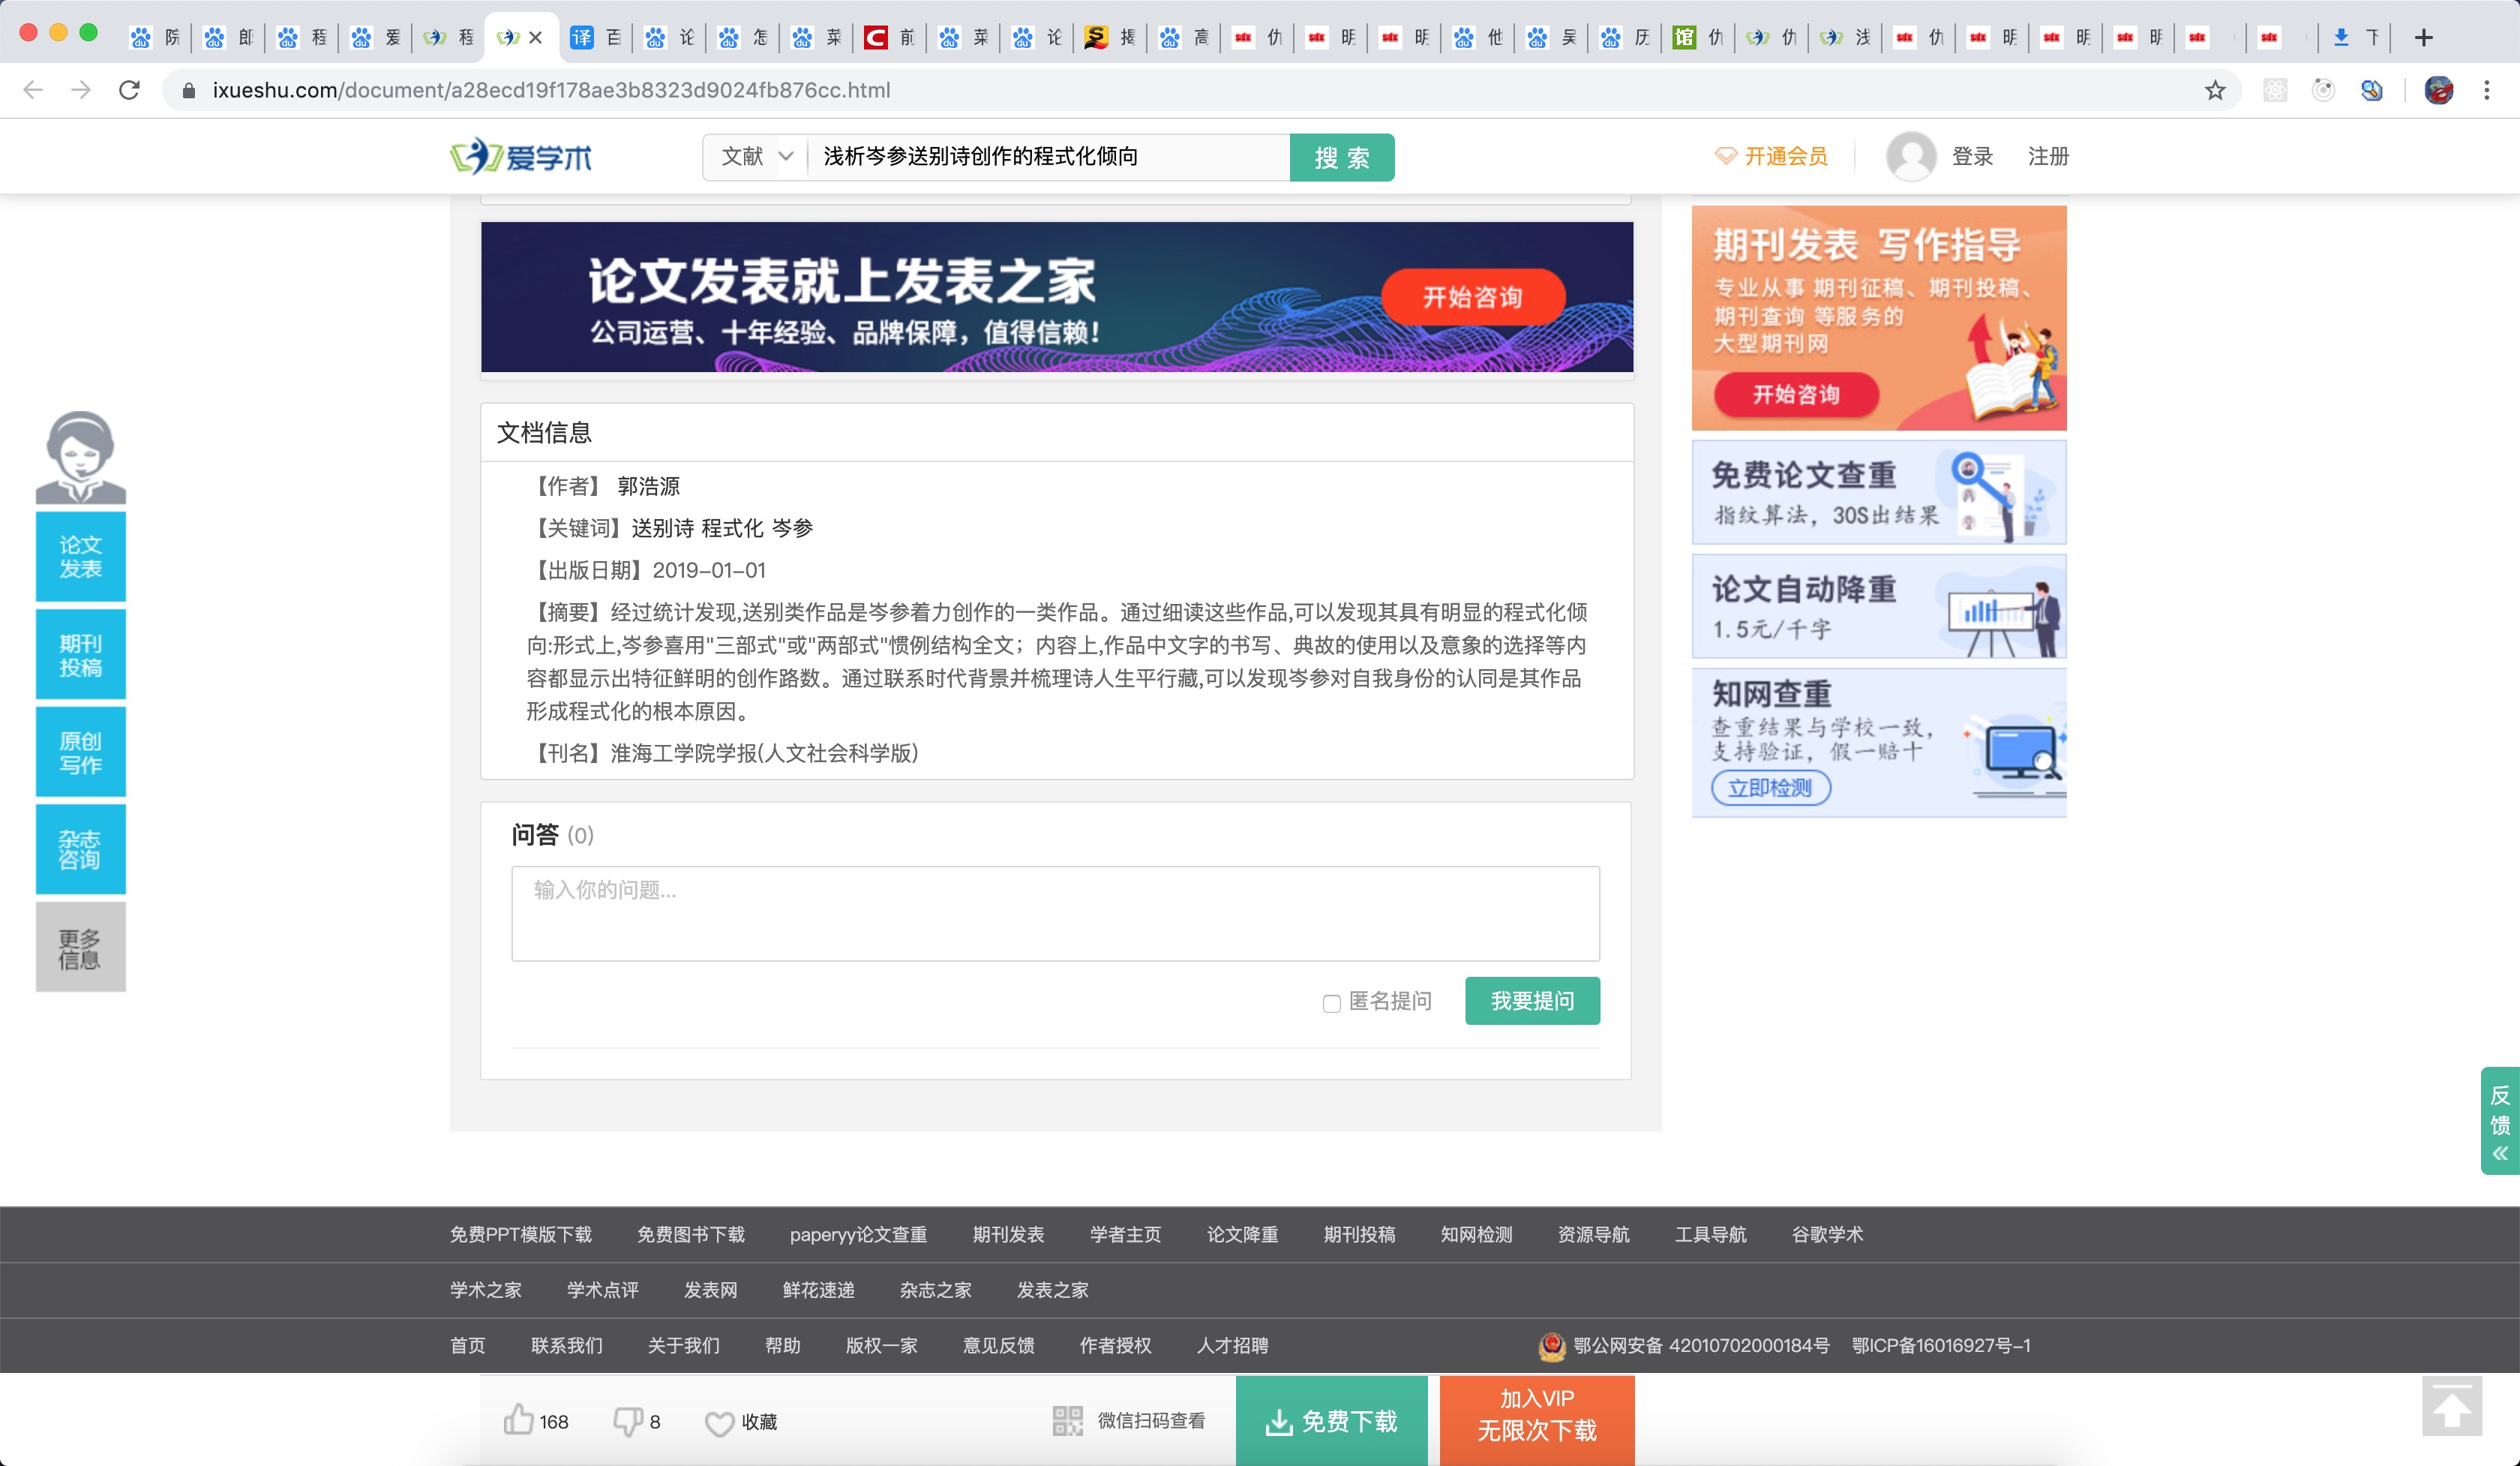 院 郎 程 爱 程 译 百 论 怎 菜 前 菜 论 揭 高 仇 明 明 他 吴 历 馆 仇 仇 浅 仇 明 明 明 下
ixueshu.com/document/a28ecd19f178ae3b8323d9024fb876cc.html
爱学术
文献 浅析岑参送别诗创作的程式化倾向 搜 索
开通会员 登录 注册
论文发表就上发表之家
公司运营、十年经验、品牌保障，值得信赖！
开始咨询
期刊发表 写作指导
专业从事 期刊征稿、期刊投稿、
期刊查询 等服务的
大型期刊网
开始咨询
免费论文查重
指纹算法，30S出结果
论文自动降重
1.5元/千字
知网查重
查重结果与学校一致，
支持验证，假一赔十
立即检测
论文
发表
期刊
投稿
原创
写作
杂志
咨询
更多
信息
文档信息
【作者】 郭浩源
【关键词】送别诗 程式化 岑参
【出版日期】2019-01-01
【摘要】经过统计发现,送别类作品是岑参着力创作的一类作品。通过细读这些作品,可以发现其具有明显的程式化倾
向:形式上,岑参喜用"三部式"或"两部式"惯例结构全文；内容上,作品中文字的书写、典故的使用以及意象的选择等内
容都显示出特征鲜明的创作路数。通过联系时代背景并梳理诗人生平行藏,可以发现岑参对自我身份的认同是其作品
形成程式化的根本原因。
【刊名】淮海工学院学报(人文社会科学版)
问答 (0)
输入你的问题...
匿名提问 我要提问
反
馈
免费PPT模版下载 免费图书下载 paperyy论文查重 期刊发表 学者主页 论文降重 期刊投稿 知网检测 资源导航 工具导航 谷歌学术
学术之家 学术点评 发表网 鲜花速递 杂志之家 发表之家
首页 联系我们 关于我们 帮助 版权一家 意见反馈 作者授权 人才招聘 鄂公网安备 42010702000184号 鄂ICP备16016927号-1
168 8 收藏 微信扫码查看 免费下载
加入VIP
无限次下载